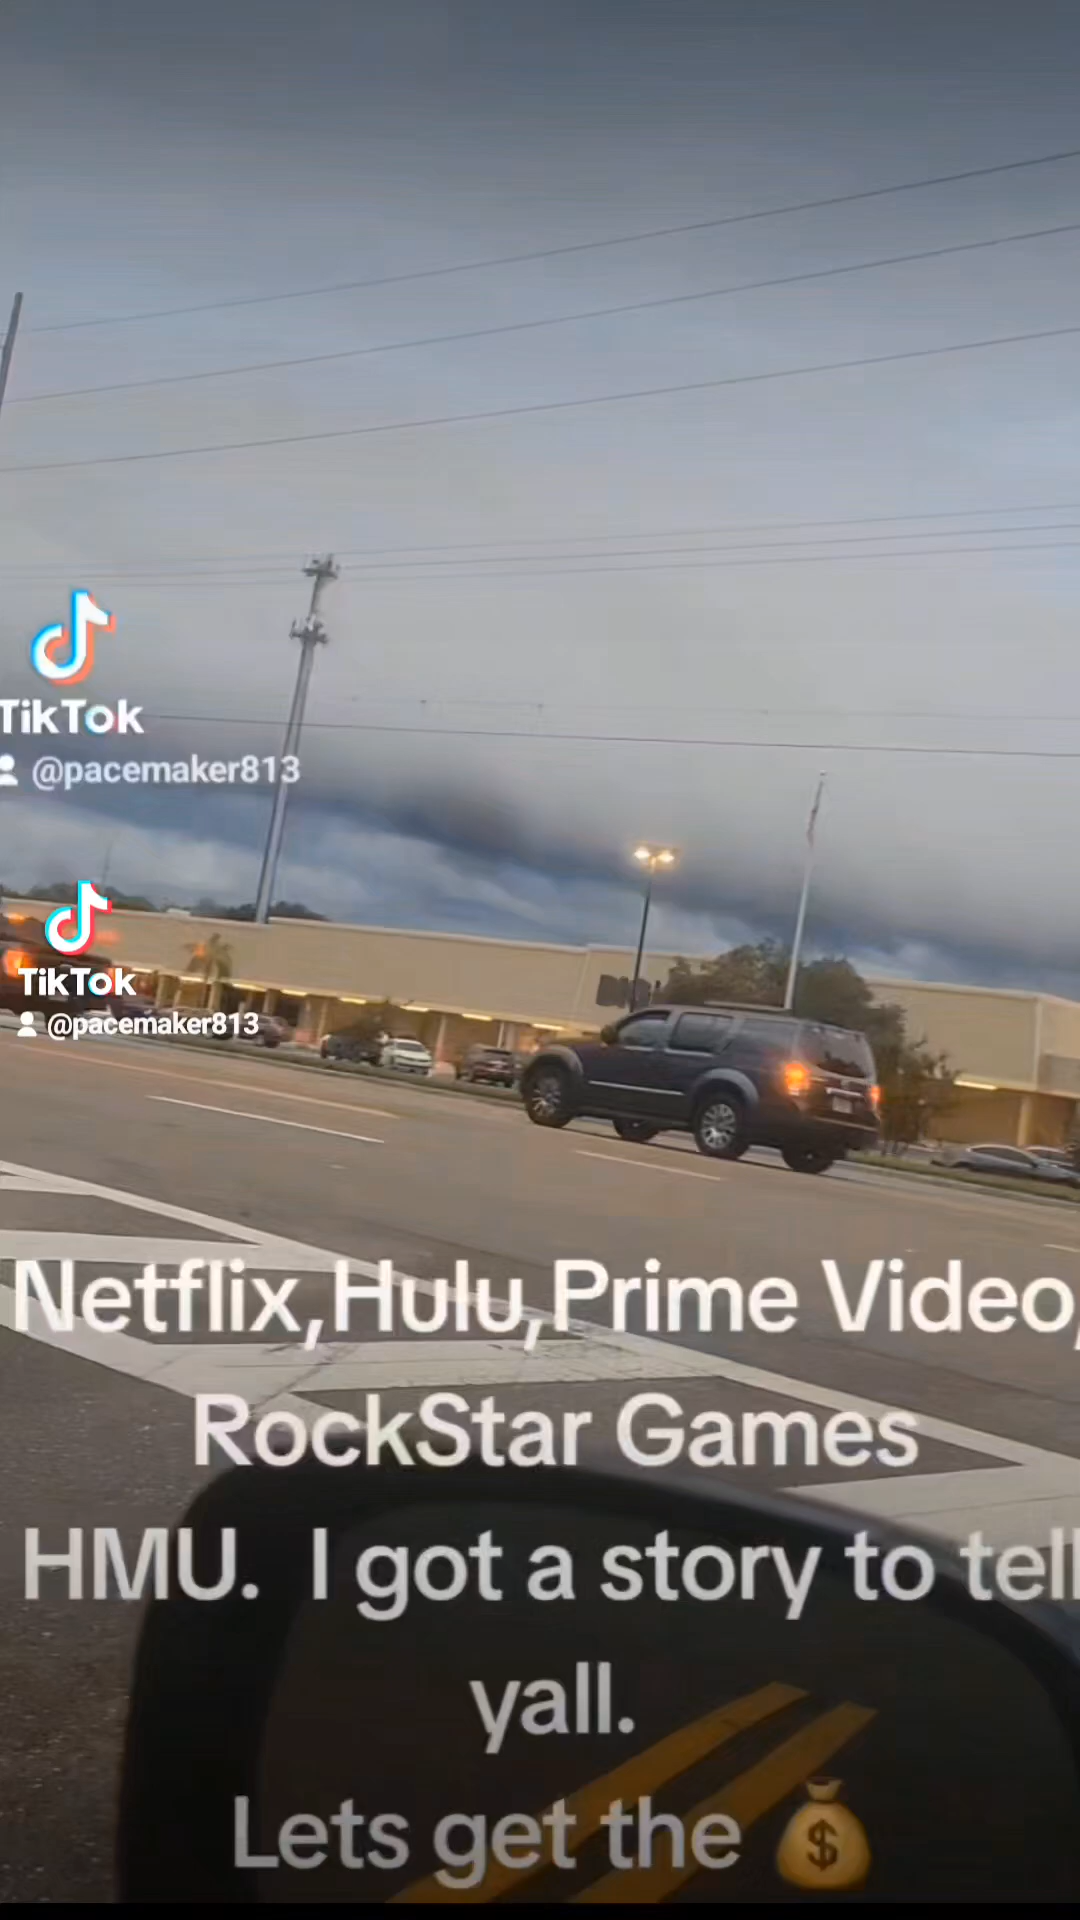 TikTok
@pacemaker813
TikTok
@pacemaker813
Netflix,Hulu,Prime Video,
RockStar Games
HMU. I got a story to tell
yall.
Lets get the 💰